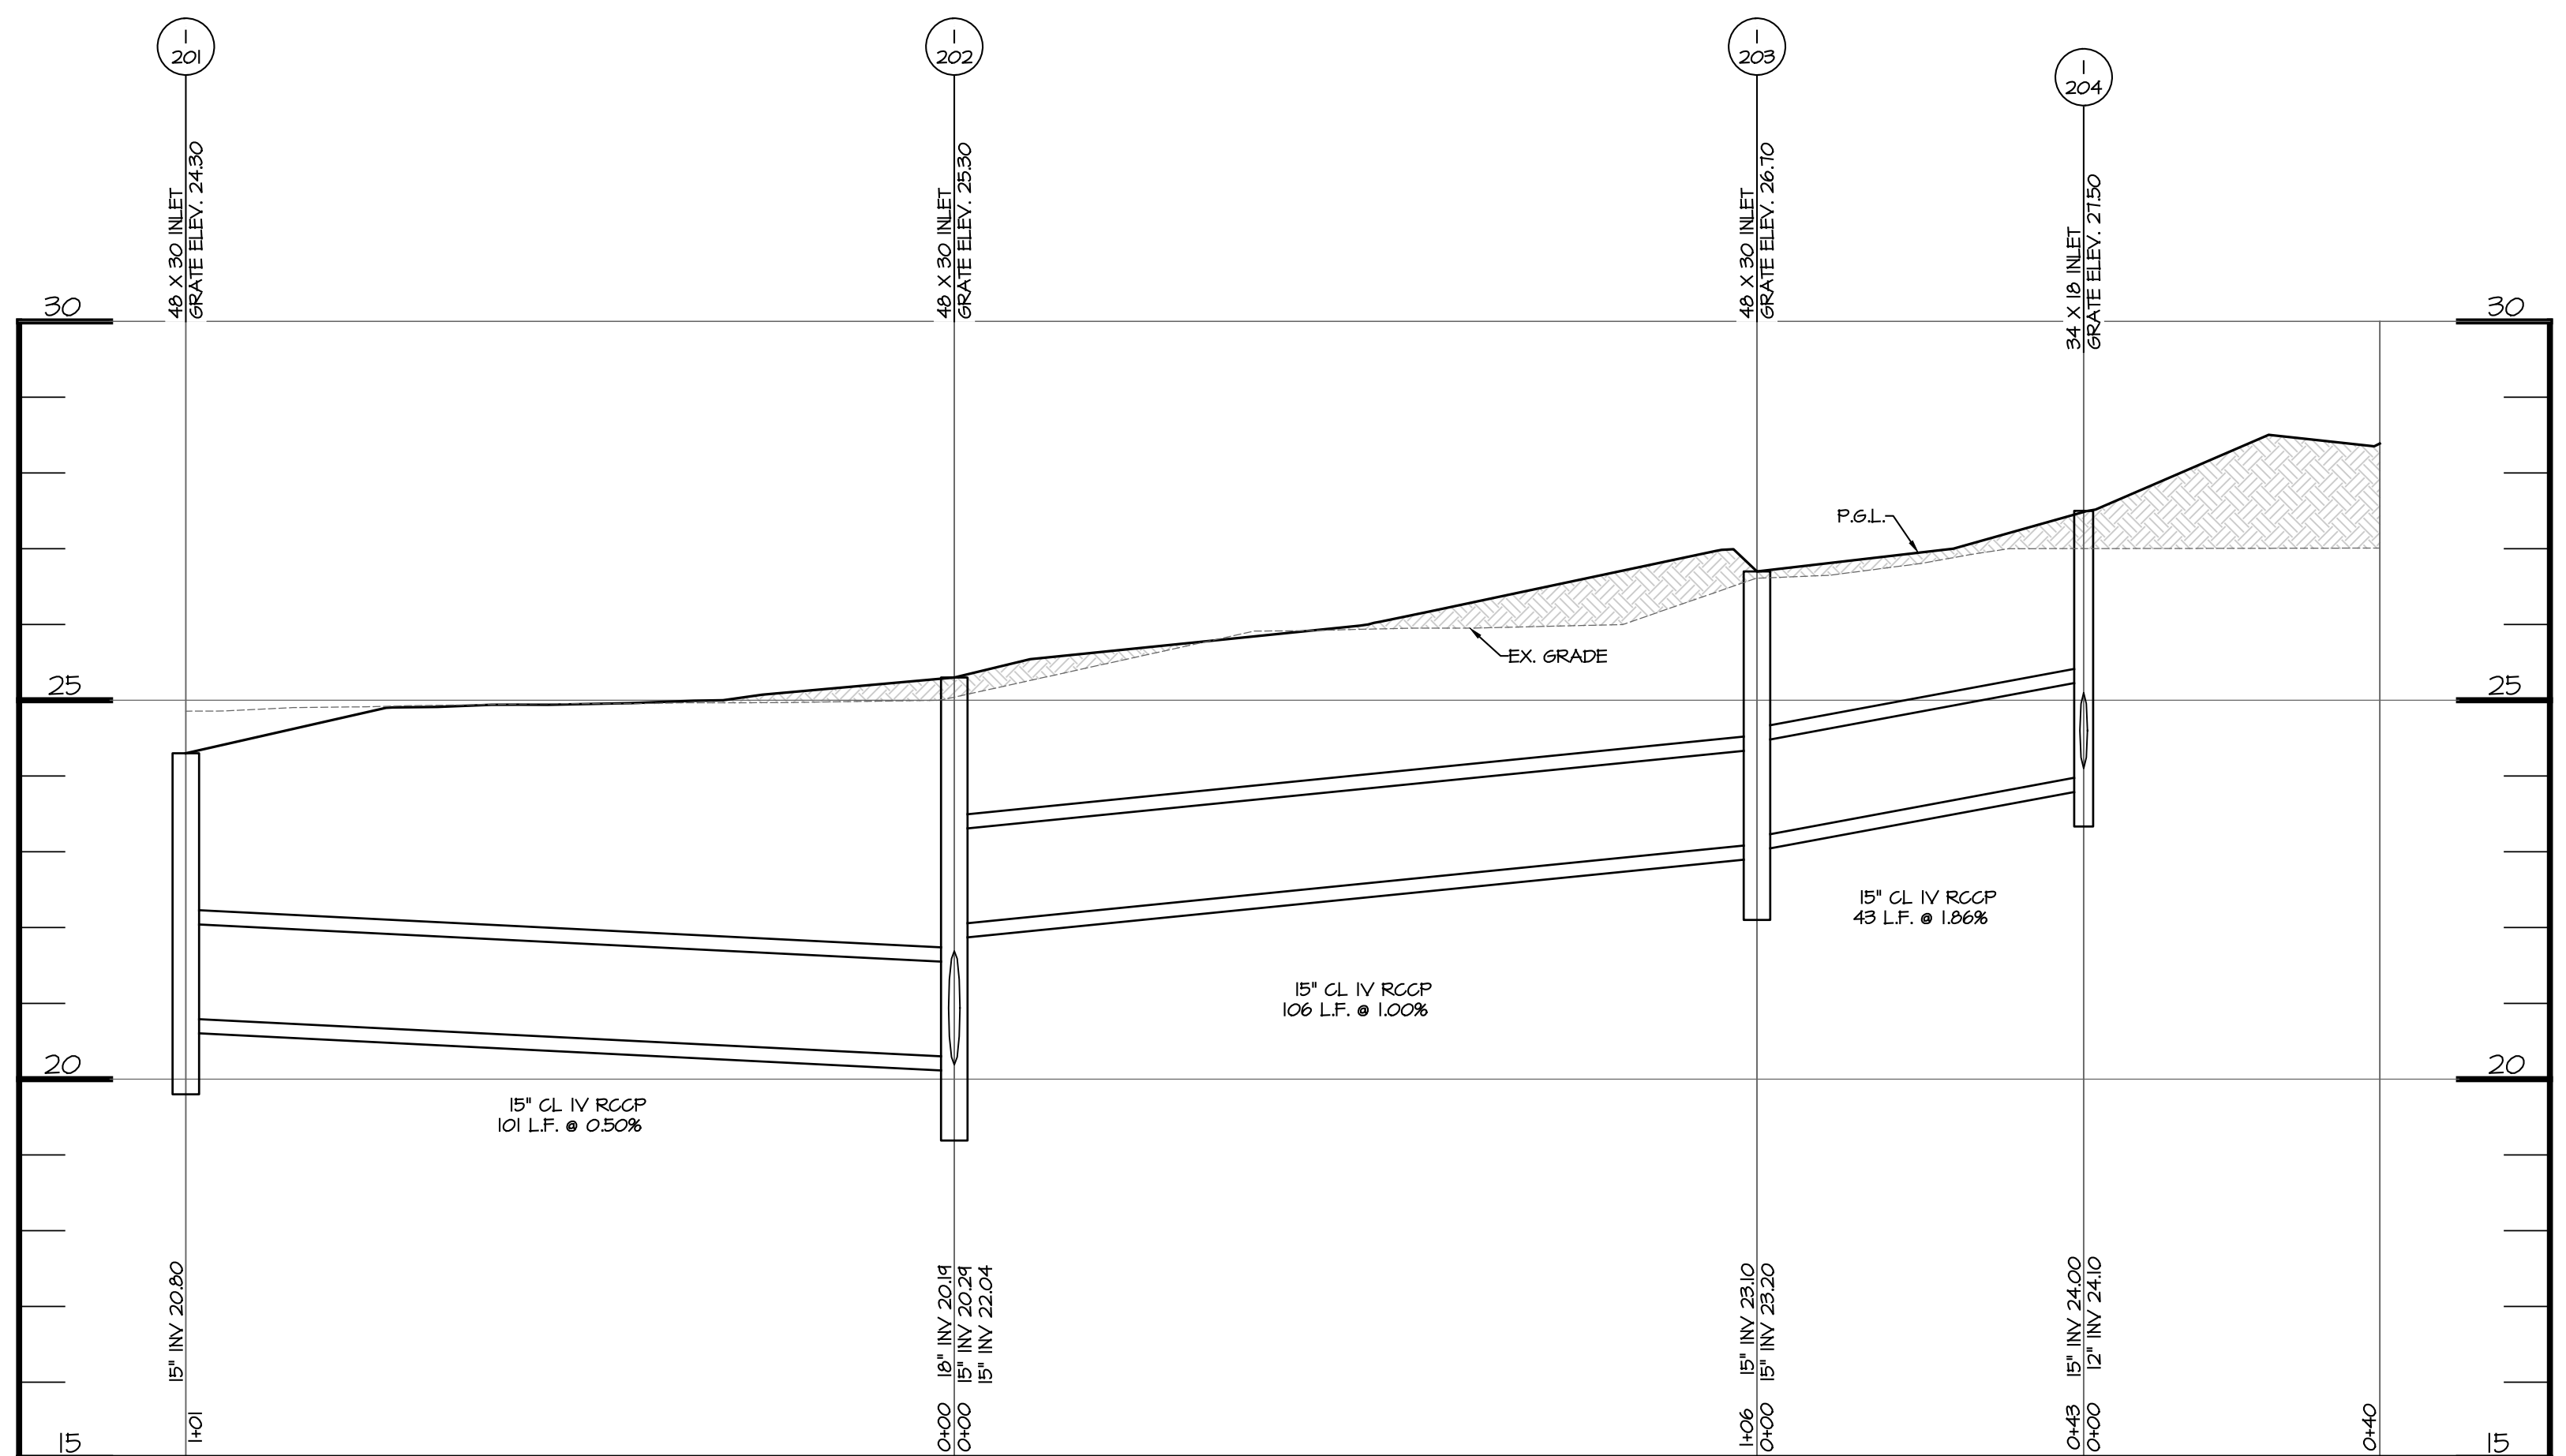 I
201
I
202
I
203
I
204
48 X 30 INLET
GRATE ELEV. 24.30
48 X 30 INLET
GRATE ELEV. 25.30
48 X 30 INLET
GRATE ELEV. 26.70
34 X 18 INLET
GRATE ELEV. 27.50
30
30
P.G.L.
EX. GRADE
25
25
15" CL IV RCCP
43 L.F. @ 1.86%
15" CL IV RCCP
106 L.F. @ 1.00%
20
20
15" CL IV RCCP
101 L.F. @ 0.50%
15" INV 20.80
18" INV 20.19
15" INV 20.29
15" INV 22.04
15" INV 23.10
15" INV 23.20
15" INV 24.00
12" INV 24.10
1+01
0+00
0+00
1+06
0+00
0+43
0+00
0+40
15
15